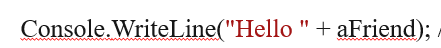 Console.WriteLine("Hello " + aFriend); /